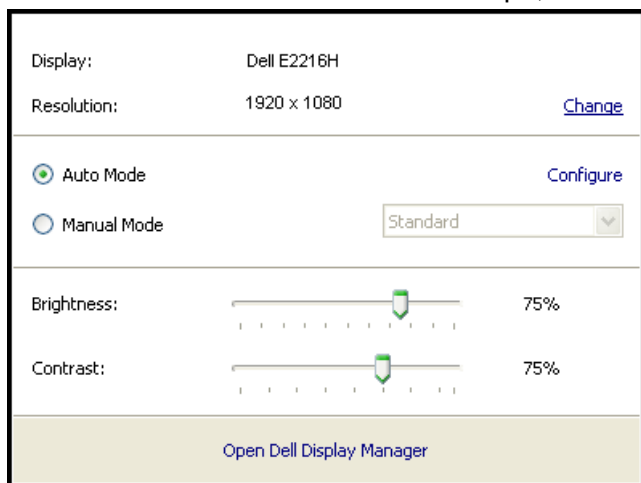 Display: Dell E2216H
Resolution: 1920 x 1080 Change
Auto Mode Configure
Manual Mode Standard
Brightness: 75%
Contrast: 75%
Open Dell Display Manager